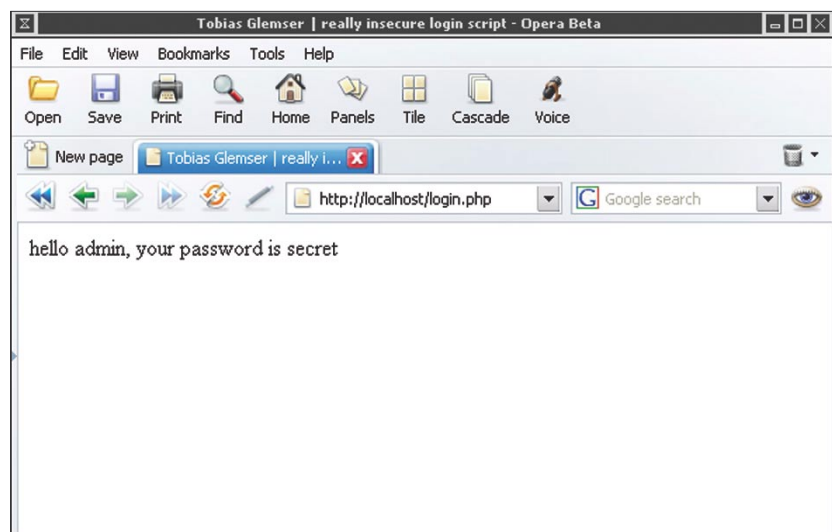 Tobias Glemser | really insecure login script - Opera Beta
File Edit View Bookmarks Tools Help
Open Save Print Find Home Panels Tile Cascade Voice
New page Tobias Glemser | really i...
http://localhost/login.php G Google search
hello admin, your password is secret